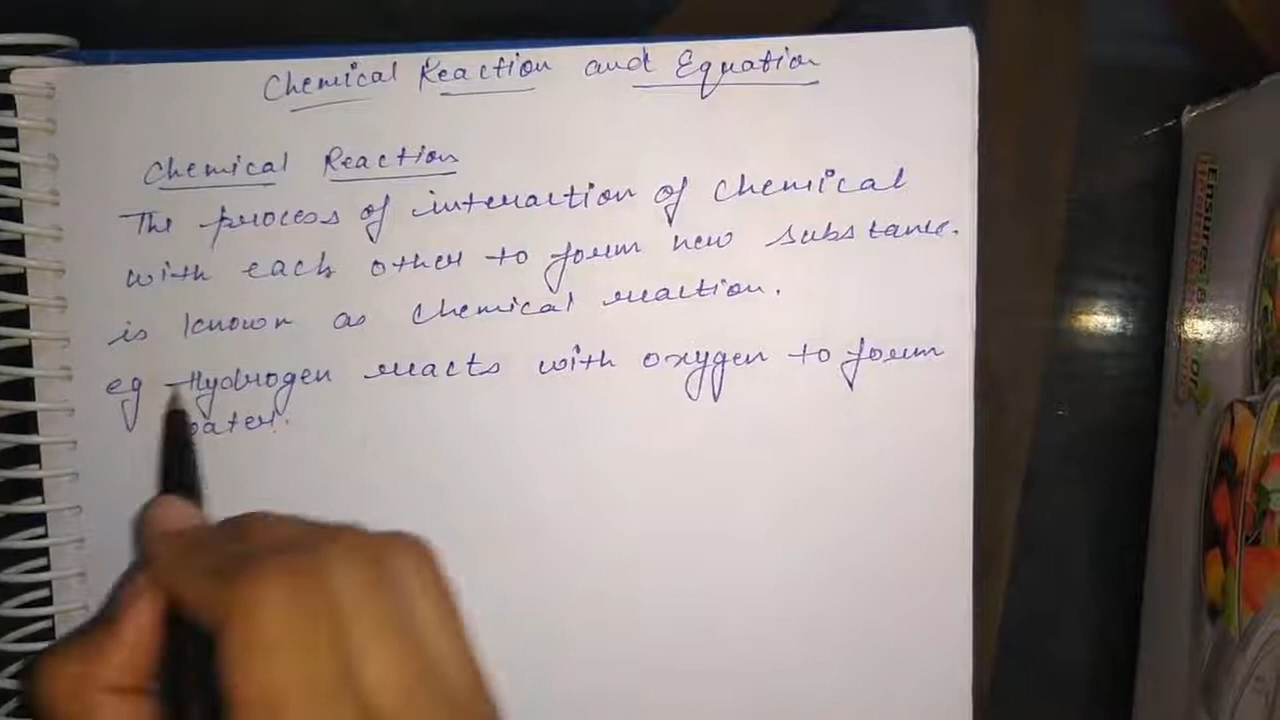 Chemical Reaction and Equation
Chemical Reaction
The process of interaction of chemical
with each other to form new substance.
is known as chemical reaction.
eg Hydrogen reacts with oxygen to form
water.